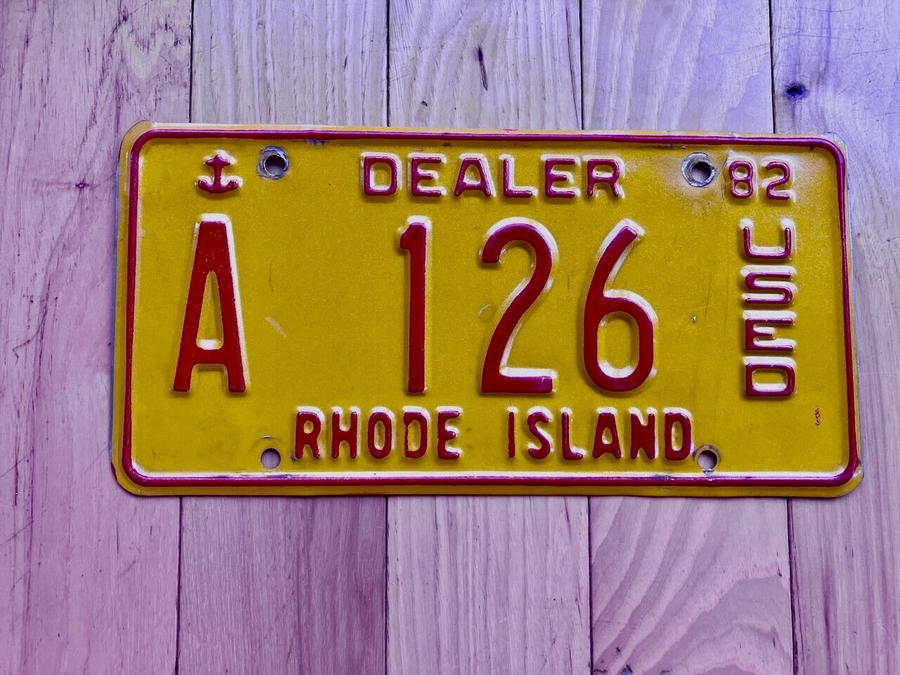 DEALER 82
A 126
USED
RHODE ISLAND